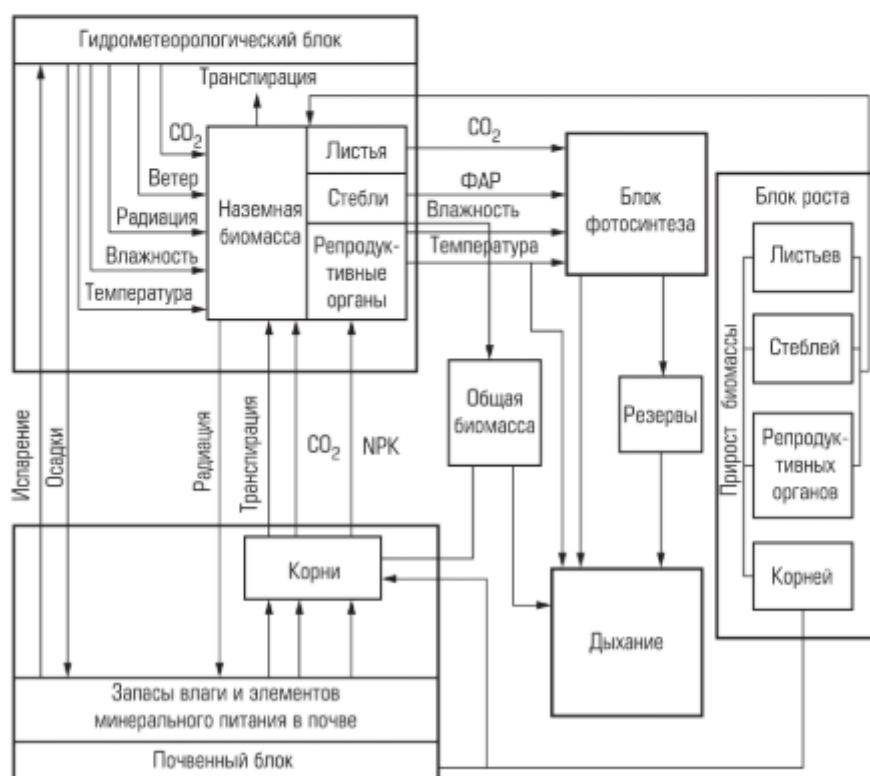 Гидрометеорологический блок
Транспирация
CO2
Ветер
Радиация
Влажность
Температура
Наземная
биомасса
Листья
Стебли
Репродук-
тивные
органы
CO2
ФАР
Влажность
Температура
Блок
фотосинтеза
Блок роста
Листьев
Стеблей
Репродук-
тивных
органов
Корней
Прирост биомассы
Общая
биомасса
Резервы
Испарение
Осадки
Радиация
Транспирация
CO2
NPK
Корни
Дыхание
Запасы влаги и элементов
минерального питания в почве
Почвенный блок